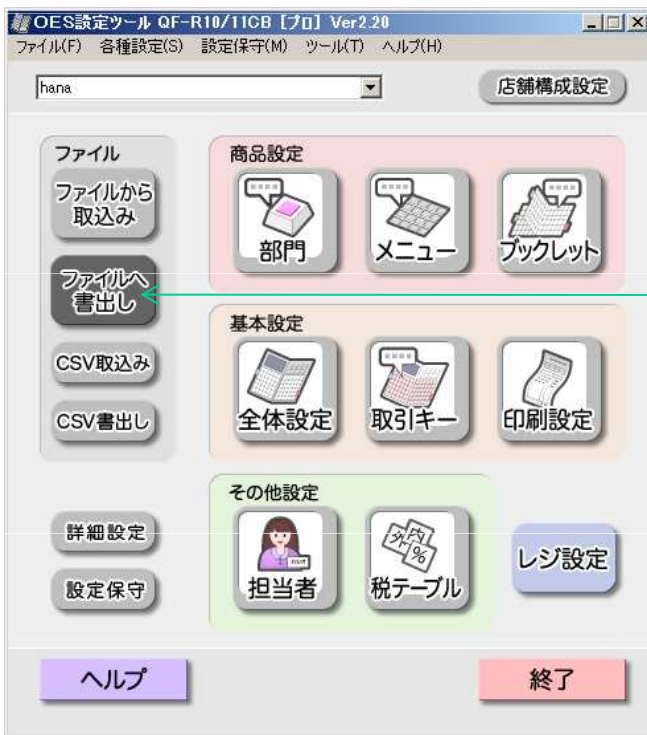 OES設定ツール QF-R10/11CB [プロ] Ver2.20
ファイル(F) 各種設定(S) 設定保守(M) ツール(T) ヘルプ(H)
hana
店舗構成設定
ファイル
ファイルから
取込み
ファイルへ
書出し
CSV取込み
CSV書出し
商品設定
部門
メニュー
ブックレット
基本設定
全体設定
取引キー
印刷設定
その他設定
担当者
外
内
%
税テーブル
詳細設定
設定保守
レジ設定
ヘルプ
終了